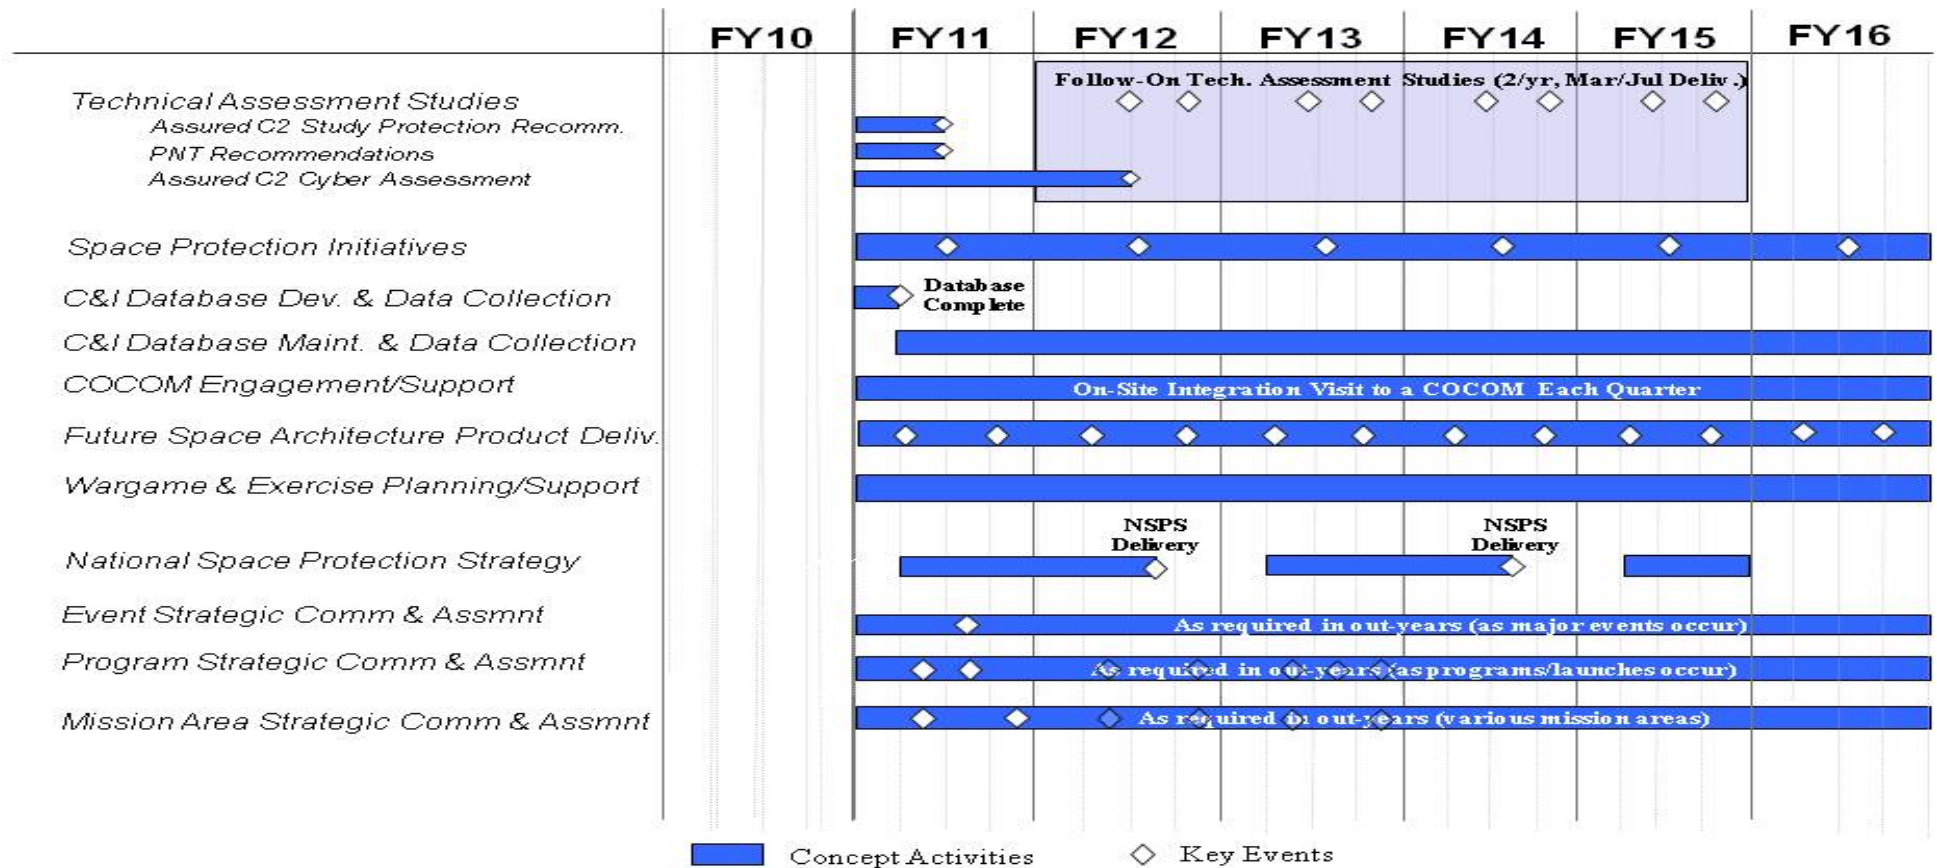 FY10 FY11 FY12 FY13 FY14 FY15 FY16
Follow-On Tech. Assessment Studies (2/yr, Mar/Jul Deliv.)
Technical Assessment Studies
Assured C2 Study Protection Recomm.
PNT Recommendations
Assured C2 Cyber Assessment
Space Protection Initiatives
C&I Database Dev. & Data Collection
Database
Complete
C&I Database Maint. & Data Collection
COCOM Engagement/Support
On-Site Integration Visit to a COCOM Each Quarter
Future Space Architecture Product Deliv.
Wargame & Exercise Planning/Support
National Space Protection Strategy
NSPS
Delivery
NSPS
Delivery
Event Strategic Comm & Assmnt
As required in out-years (as major events occur)
Program Strategic Comm & Assmnt
As required in out-years (as programs/launches occur)
Mission Area Strategic Comm & Assmnt
As required in out-years (various mission areas)
Concept Activities
Key Events